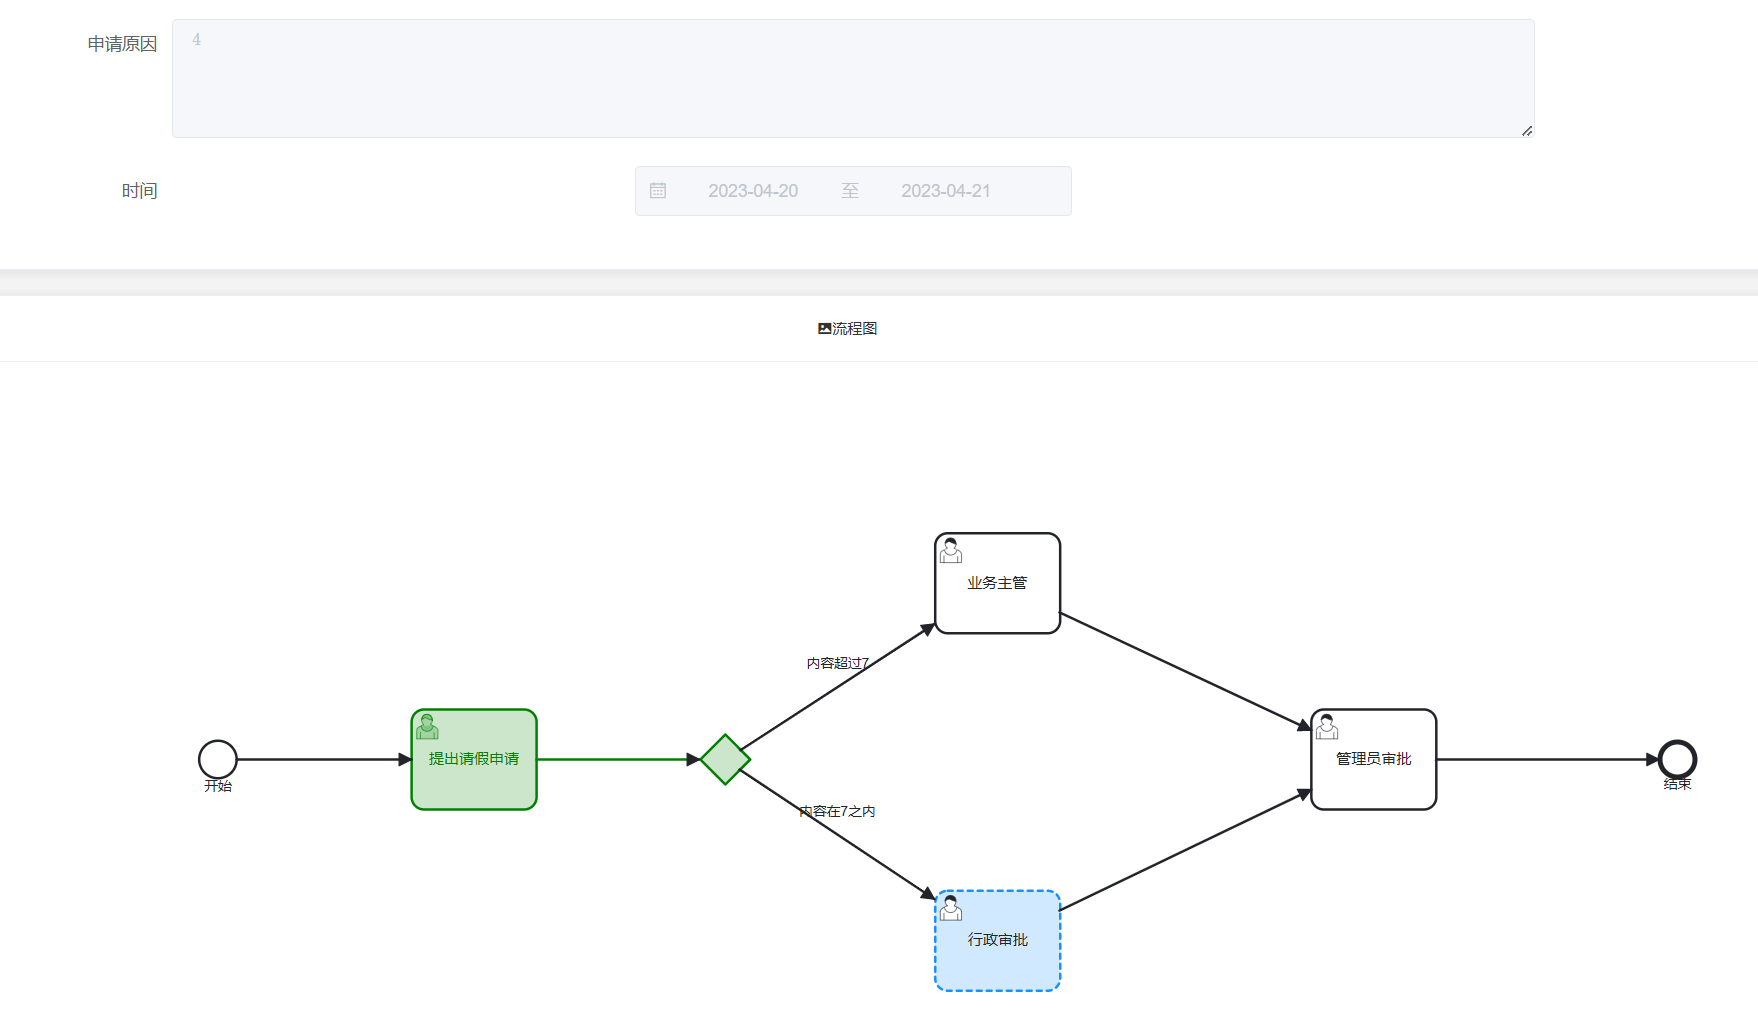 申请原因
4
时间
2023-04-20 至 2023-04-21
流程图
业务主管
内容超过7
开始
提出请假申请
管理员审批
结束
内容在7之内
行政审批